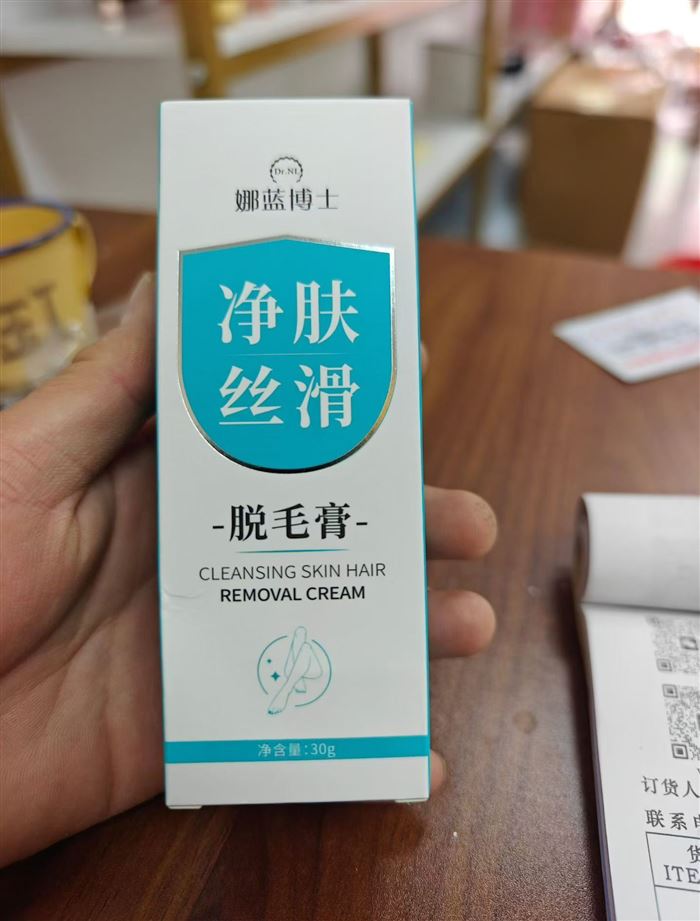 Dr.NL
娜蓝博士
净肤
丝滑
-脱毛膏-
CLEANSING SKIN HAIR
REMOVAL CREAM
净含量:30g
订货人
联系
ITE